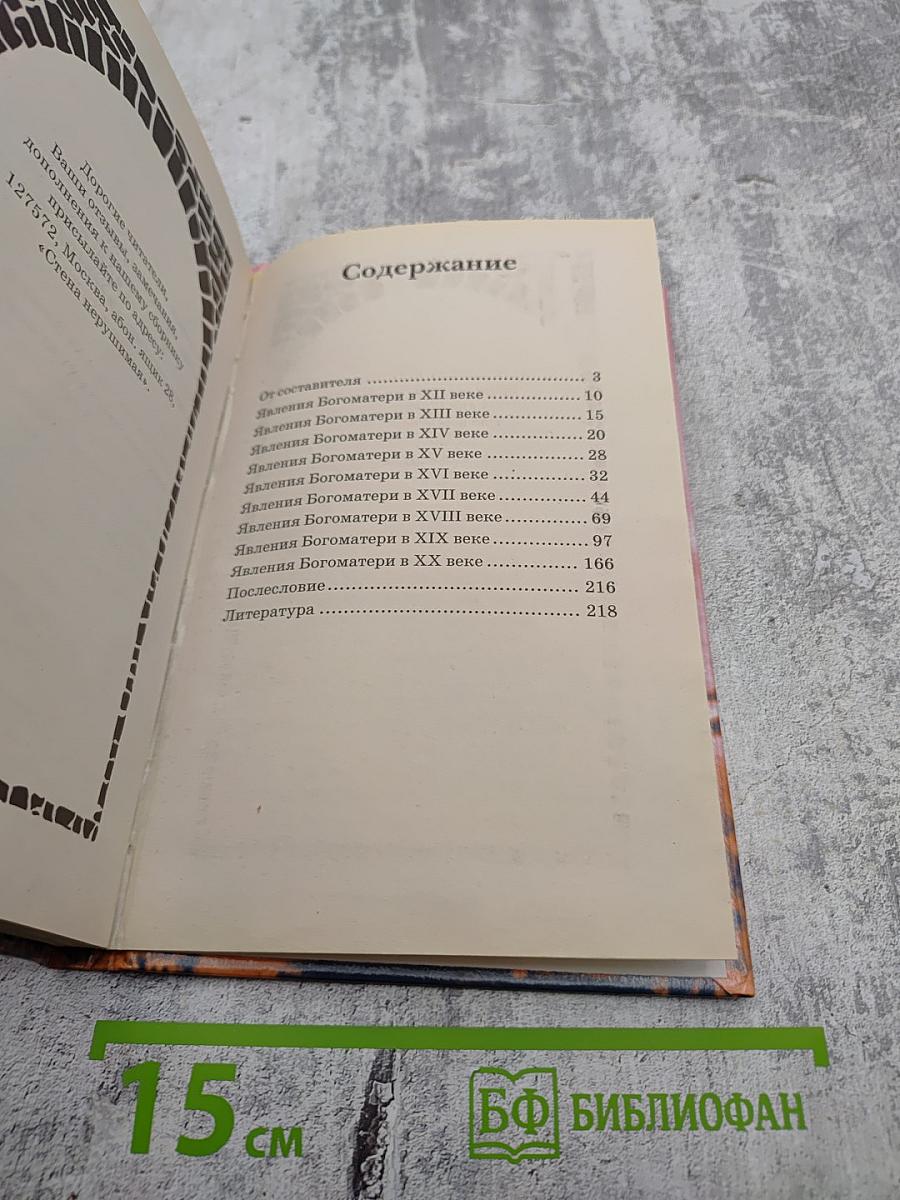 Дорогие читатели,
Ваши отзывы, замечания,
дополнения к нашему сборнику
присылайте по адресу:
127572, Москва, абон. ящик 28,
«Стена нерушимая».
Содержание
От составителя ........................................ 3
Явления Богоматери в XII веке ................. 10
Явления Богоматери в XIII веке ................ 15
Явления Богоматери в XIV веке ................ 20
Явления Богоматери в XV веке ................. 28
Явления Богоматери в XVI веке ................ 32
Явления Богоматери в XVII веке ............... 44
Явления Богоматери в XVIII веке .............. 69
Явления Богоматери в XIX веке ................ 97
Явления Богоматери в XX веке ................ 166
Послесловие ........................................ 216
Литература ......................................... 218
15 см
БФ БИБЛИОФАН